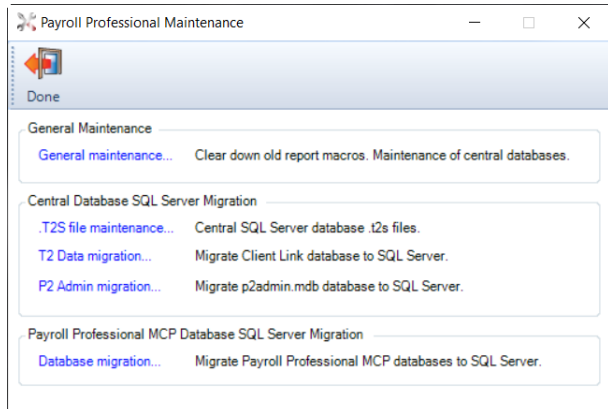 Payroll Professional Maintenance
Done
General Maintenance
General maintenance... Clear down old report macros. Maintenance of central databases.
Central Database SQL Server Migration
.T2S file maintenance... Central SQL Server database .t2s files.
T2 Data migration... Migrate Client Link database to SQL Server.
P2 Admin migration... Migrate p2admin.mdb database to SQL Server.
Payroll Professional MCP Database SQL Server Migration
Database migration... Migrate Payroll Professional MCP databases to SQL Server.